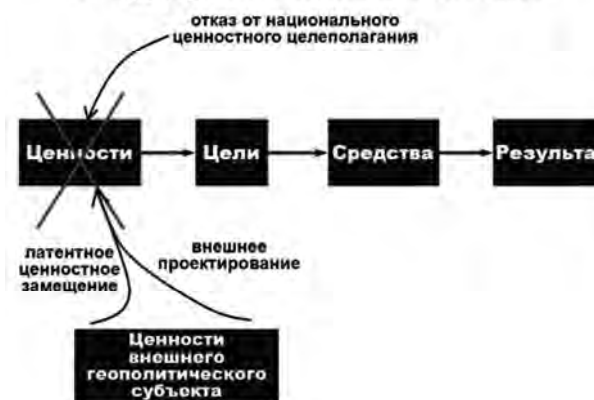 отказ от национального
ценностного целеполагания
Ценности
Цели
Средства
Результа
латентное
ценностное
замещение
внешнее
проектирование
Ценности
внешнего
геополитического
субъекта